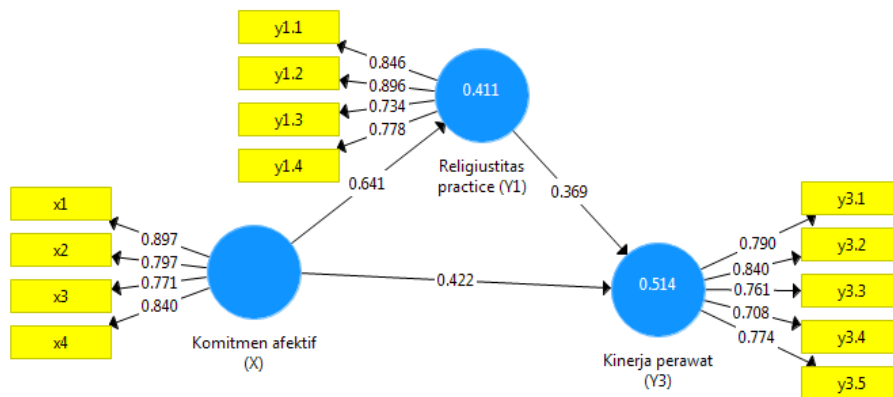 y1.1
y1.2
y1.3
y1.4
0.846
0.896
0.734
0.778
0.411
Religiustitas
practice (Y1)
0.641
0.369
x1
x2
x3
x4
0.897
0.797
0.771
0.840
Komitmen afektif
(X)
0.422
0.514
Kinerja perawat
(Y3)
0.790
0.840
0.761
0.708
0.774
y3.1
y3.2
y3.3
y3.4
y3.5